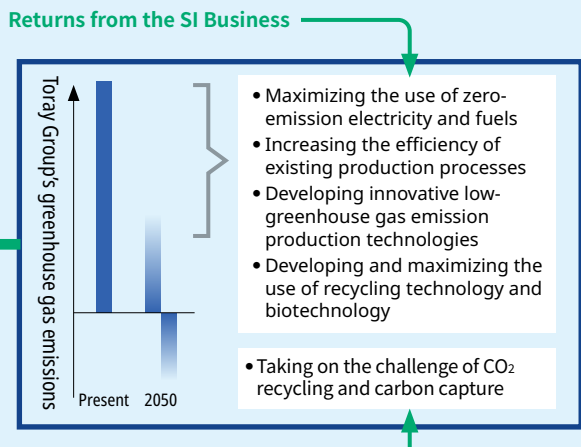 Returns from the SI Business
Toray Group's greenhouse gas emissions
Present
2050
• Maximizing the use of zero-
emission electricity and fuels
• Increasing the efficiency of
existing production processes
• Developing innovative low-
greenhouse gas emission
production technologies
• Developing and maximizing the
use of recycling technology and
biotechnology
• Taking on the challenge of CO₂
recycling and carbon capture